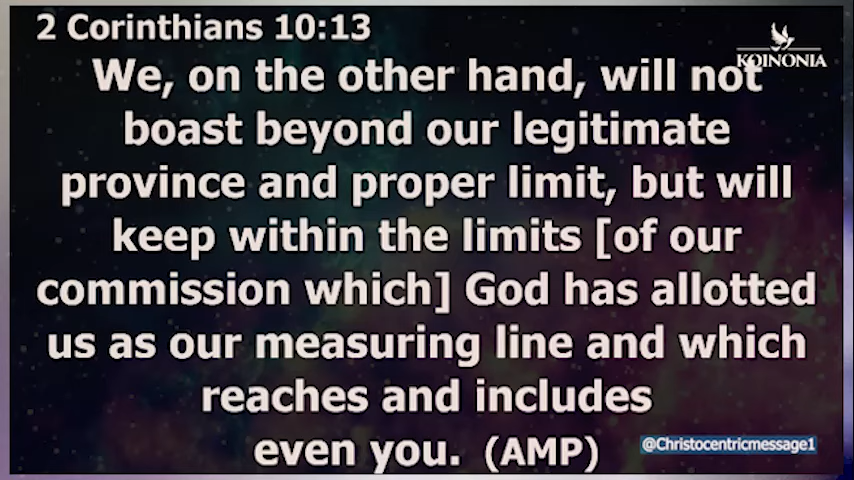 2 Corinthians 10:13
KOINONIA
We, on the other hand, will not
boast beyond our legitimate
province and proper limit, but will
keep within the limits [of our
commission which] God has allotted
us as our measuring line and which
reaches and includes
even you. (AMP)
@Christocentricmessage1